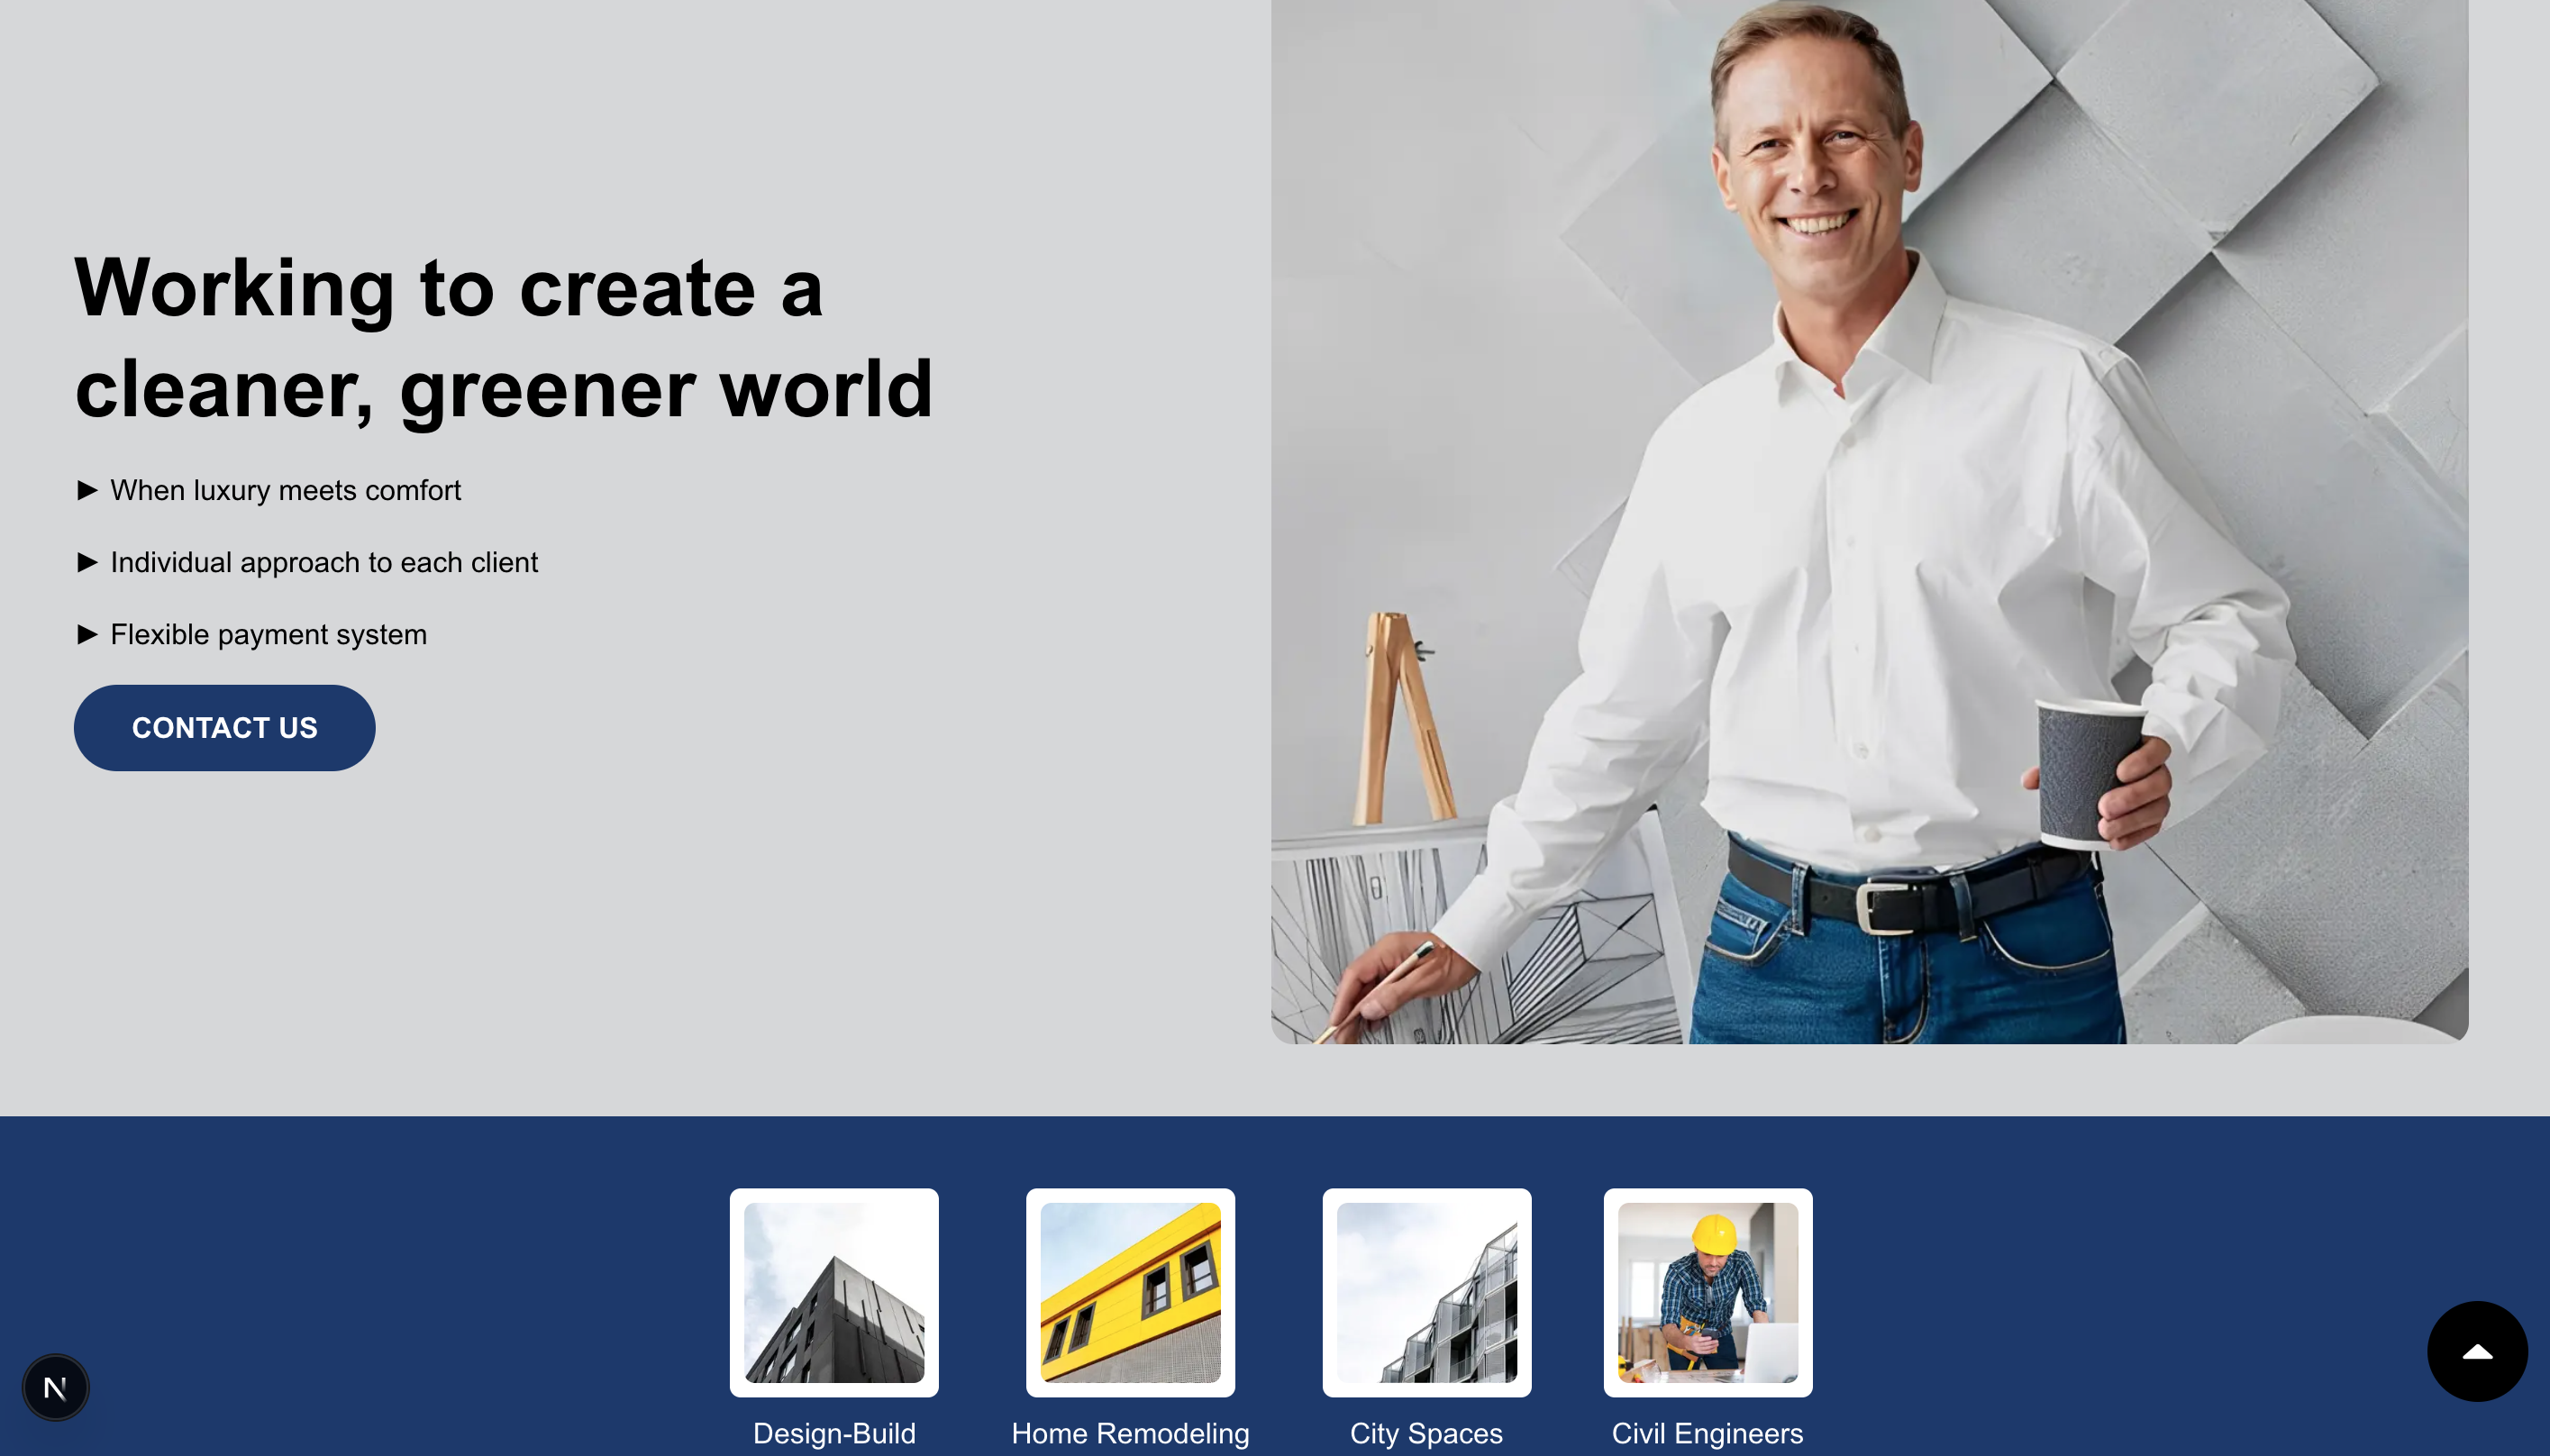 Working to create a
cleaner, greener world
► When luxury meets comfort
► Individual approach to each client
► Flexible payment system
CONTACT US
Design-Build
Home Remodeling
City Spaces
Civil Engineers
N